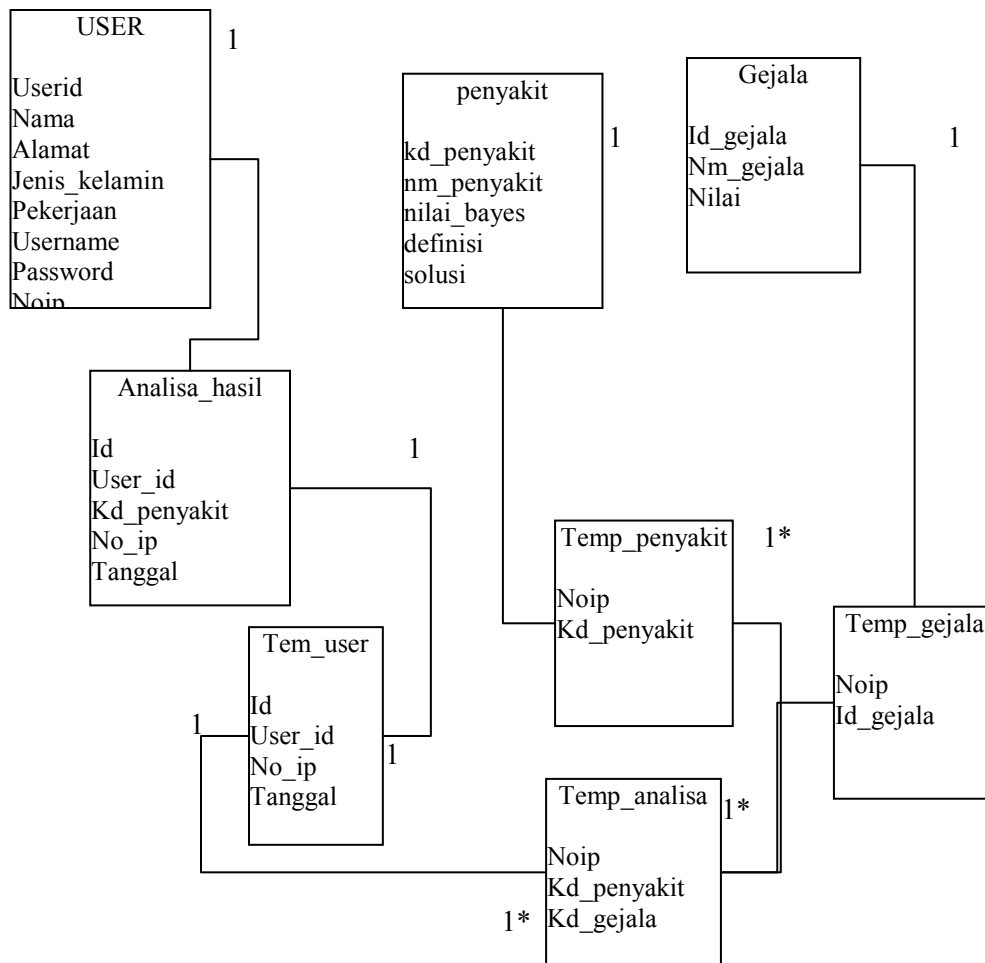 USER
1
Userid
Nama
Alamat
Jenis_kelamin
Pekerjaan
Username
Password
Noip
penyakit
1
kd_penyakit
nm_penyakit
nilai_bayes
definisi
solusi
Gejala
1
Id_gejala
Nm_gejala
Nilai
Analisa_hasil
1
Id
User_id
Kd_penyakit
No_ip
Tanggal
Temp_penyakit
1*
Noip
Kd_penyakit
Temp_gejala
Noip
Id_gejala
Tem_user
1
Id
User_id
No_ip
Tanggal
1
Temp_analisa
1*
Noip
Kd_penyakit
Kd_gejala
1*